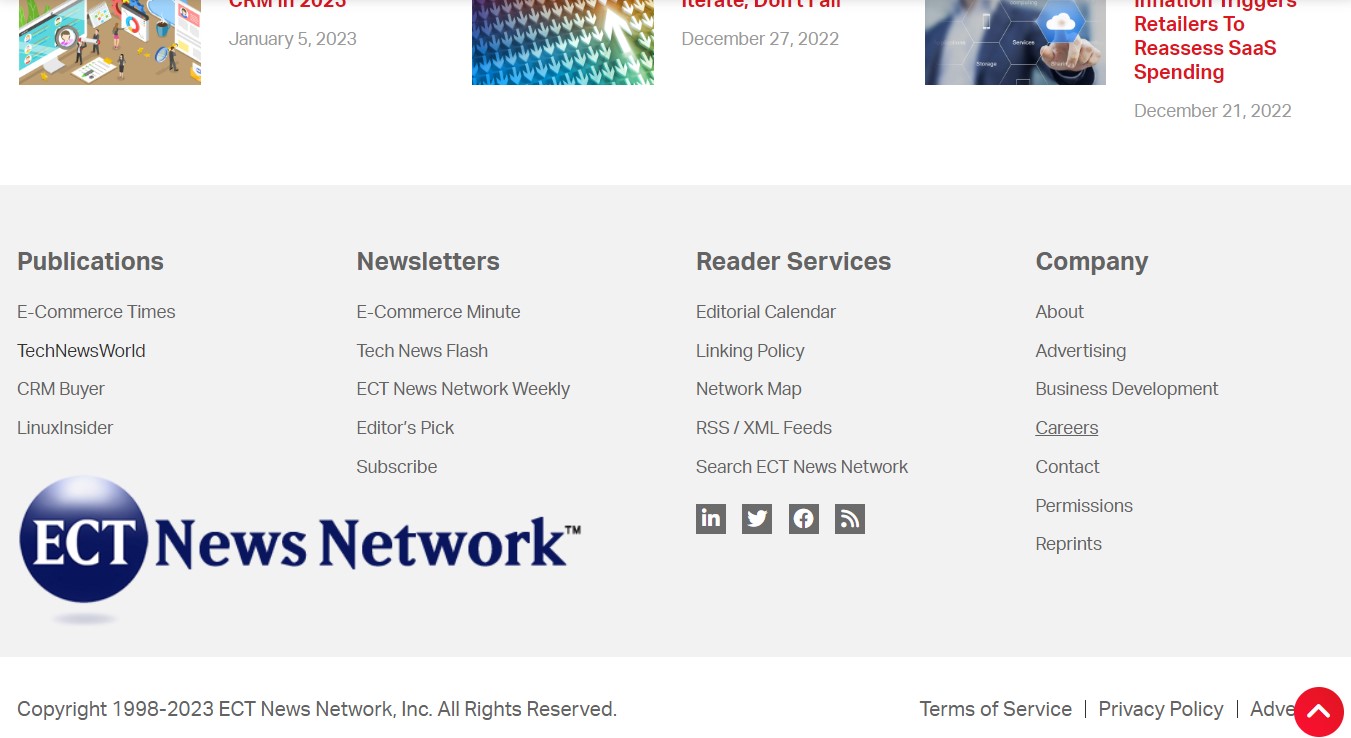 CRM in 2023
January 5, 2023
Iterate, Don't Fail
December 27, 2022
Inflation Triggers
Retailers To
Reassess SaaS
Spending
December 21, 2022
Services
Storage
Publications
E-Commerce Times
TechNewsWorld
CRM Buyer
LinuxInsider
Newsletters
E-Commerce Minute
Tech News Flash
ECT News Network Weekly
Editor's Pick
Subscribe
Reader Services
Editorial Calendar
Linking Policy
Network Map
RSS / XML Feeds
Search ECT News Network
Company
About
Advertising
Business Development
Careers
Contact
Permissions
Reprints
ECT News Network™
Copyright 1998-2023 ECT News Network, Inc. All Rights Reserved.
Terms of Service | Privacy Policy | Adve